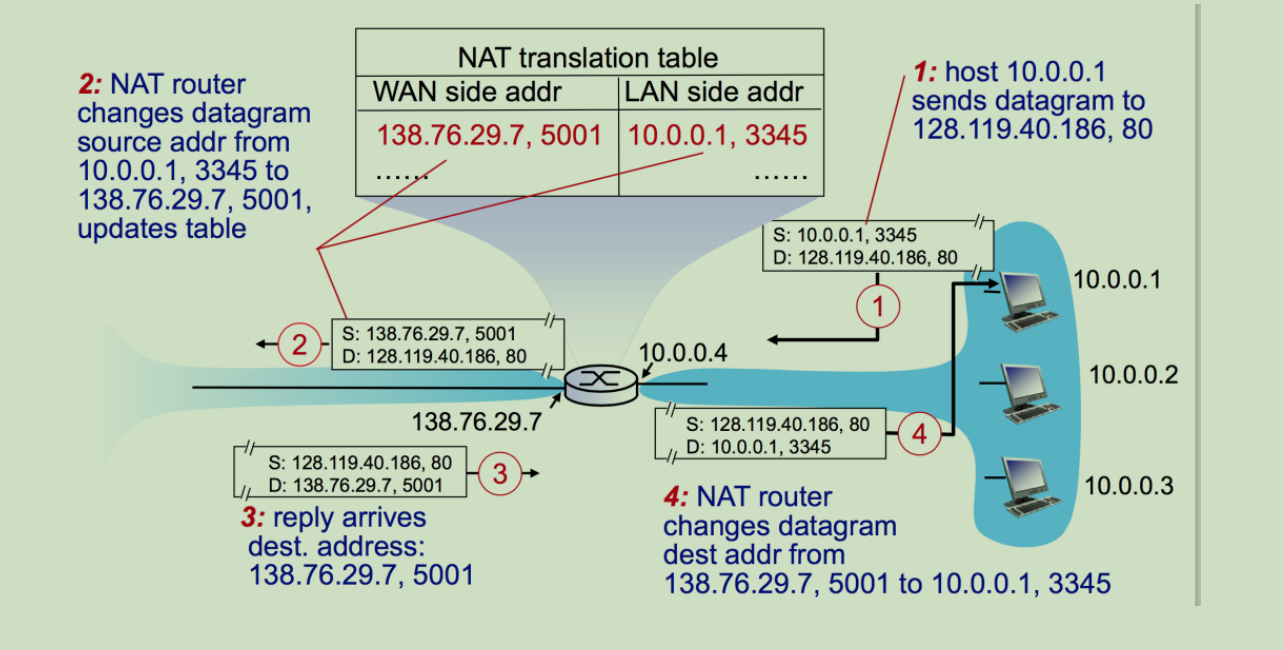 NAT translation table
WAN side addr
LAN side addr
138.76.29.7, 5001
10.0.0.1, 3345
......
......
2: NAT router
changes datagram
source addr from
10.0.0.1, 3345 to
138.76.29.7, 5001,
updates table
1: host 10.0.0.1
sends datagram to
128.119.40.186, 80
S: 10.0.0.1, 3345
D: 128.119.40.186, 80
1
10.0.0.1
S: 138.76.29.7, 5001
D: 128.119.40.186, 80
2
10.0.0.4
10.0.0.2
138.76.29.7
S: 128.119.40.186, 80
D: 10.0.0.1, 3345
4
S: 128.119.40.186, 80
D: 138.76.29.7, 5001
3
10.0.0.3
3: reply arrives
dest. address:
138.76.29.7, 5001
4: NAT router
changes datagram
dest addr from
138.76.29.7, 5001 to 10.0.0.1, 3345